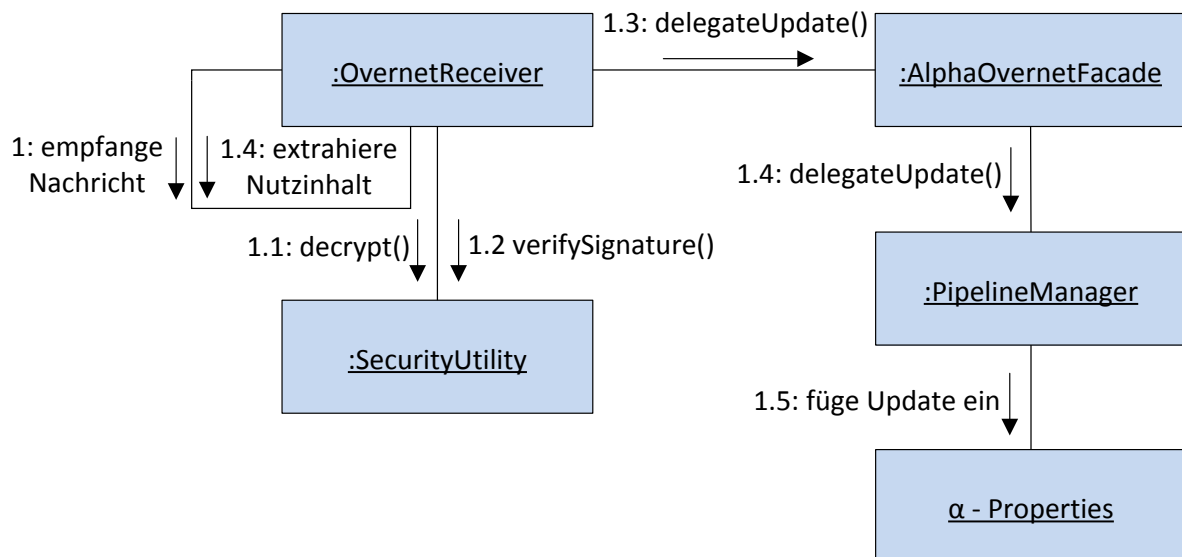 1.3: delegateUpdate()
:OvernetReceiver
:AlphaOvernetFacade
1: empfange
Nachricht
1.4: extrahiere
Nutzinhalt
1.4: delegateUpdate()
1.1: decrypt()
1.2 verifySignature()
:PipelineManager
:SecurityUtility
1.5: füge Update ein
α - Properties